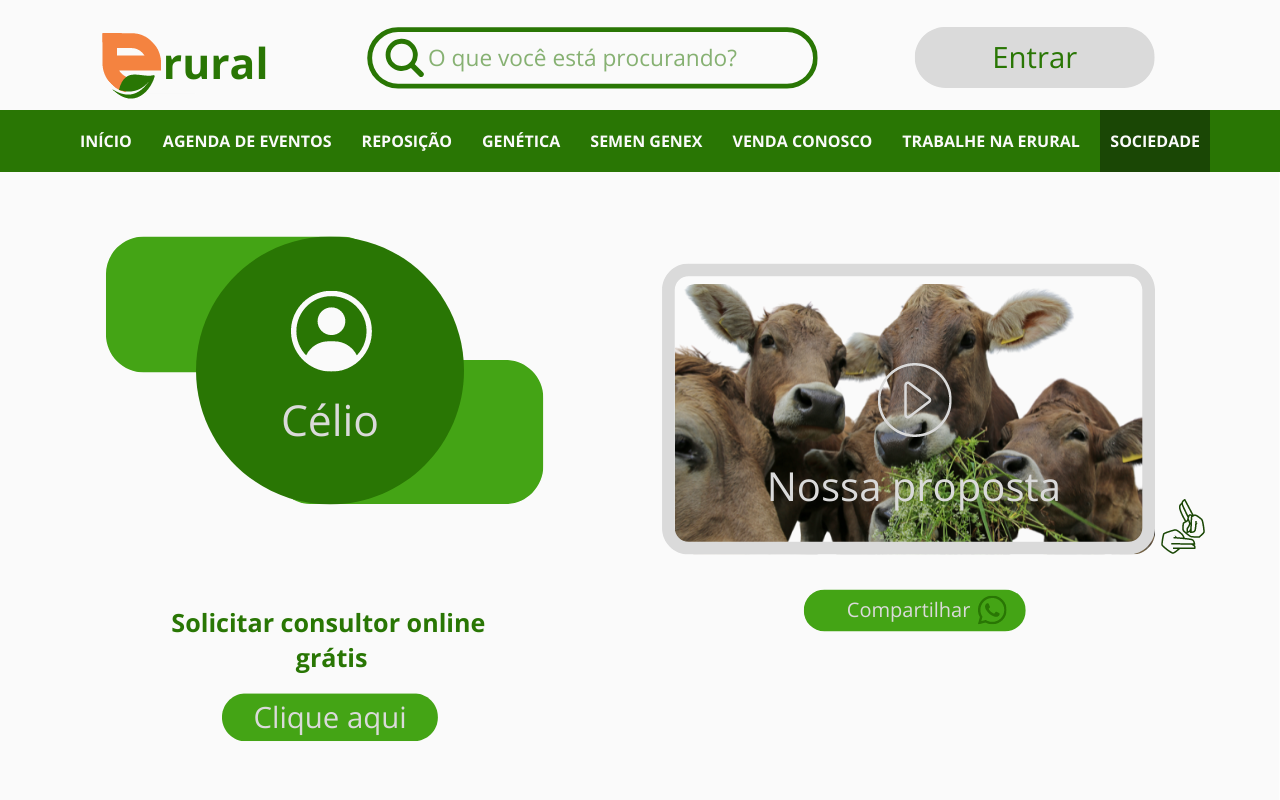 erural
O que você está procurando?
Entrar
INÍCIO AGENDA DE EVENTOS REPOSIÇÃO GENÉTICA SEMEN GENEX VENDA CONOSCO TRABALHE NA ERURAL SOCIEDADE
Célio
Nossa proposta
Compartilhar
Solicitar consultor online
grátis
Clique aqui